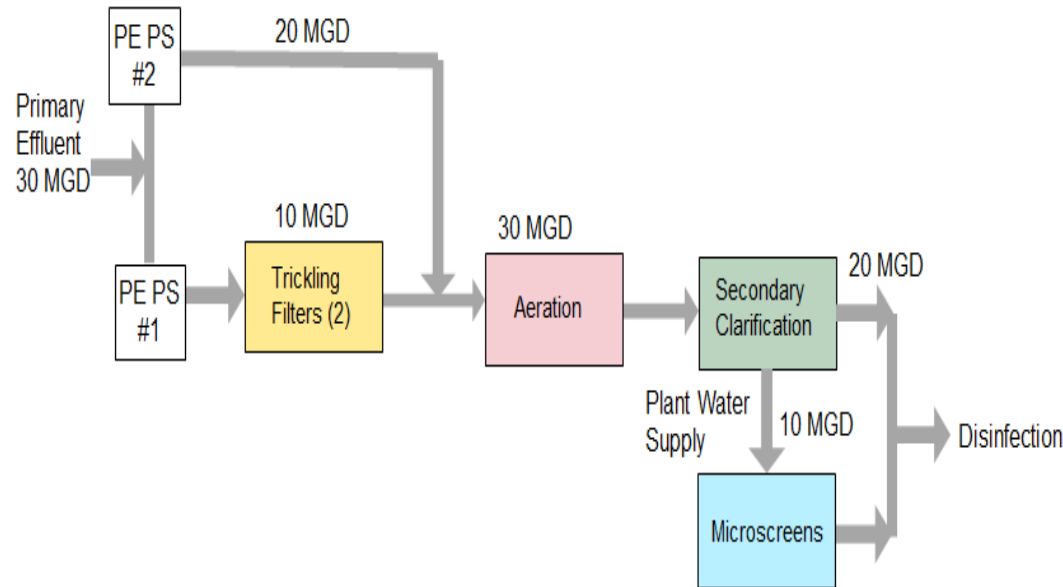 PE PS
#2
20 MGD
Primary
Effluent
30 MGD
PE PS
#1
10 MGD
Trickling
Filters (2)
30 MGD
Aeration
Secondary
Clarification
20 MGD
Plant Water
Supply
10 MGD
Microscreens
Disinfection